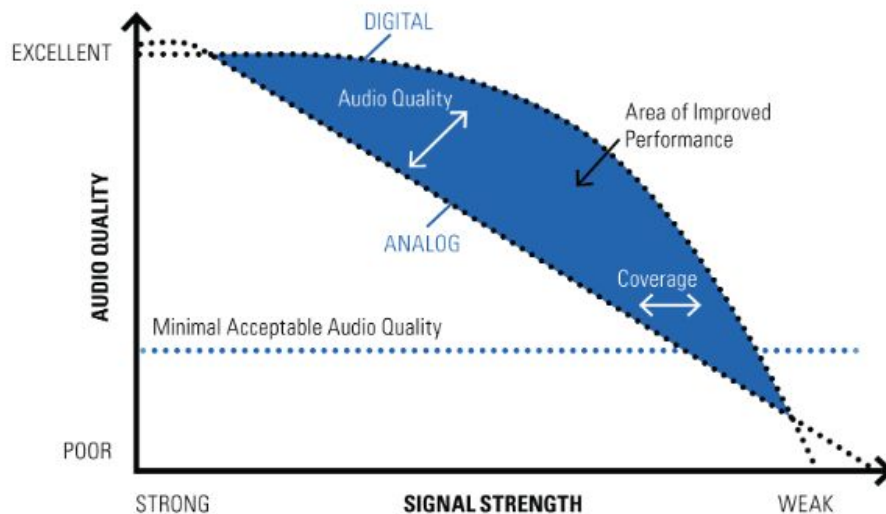 DIGITAL
EXCELLENT
Audio Quality
Area of Improved
Performance
ANALOG
AUDIO QUALITY
Coverage
Minimal Acceptable Audio Quality
POOR
STRONG
SIGNAL STRENGTH
WEAK